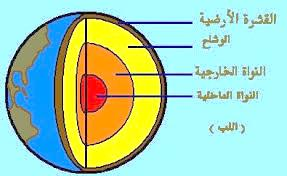 القشرة الأرضية
الوشاح
النواة الخارجية
النواة الداخلية
( اللب )